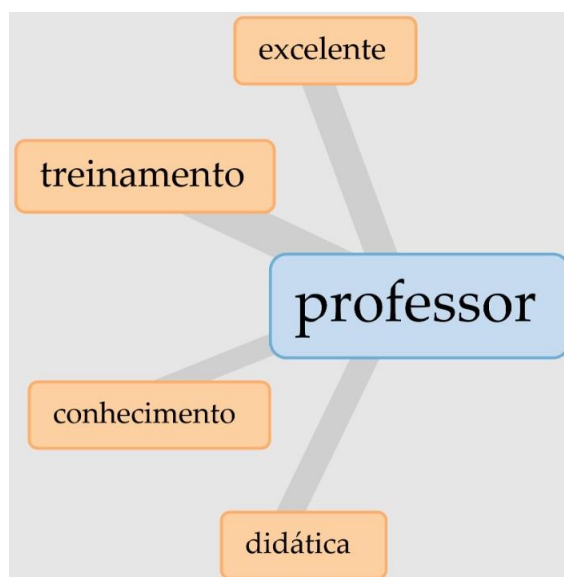 excelente
treinamento
professor
conhecimento
didática